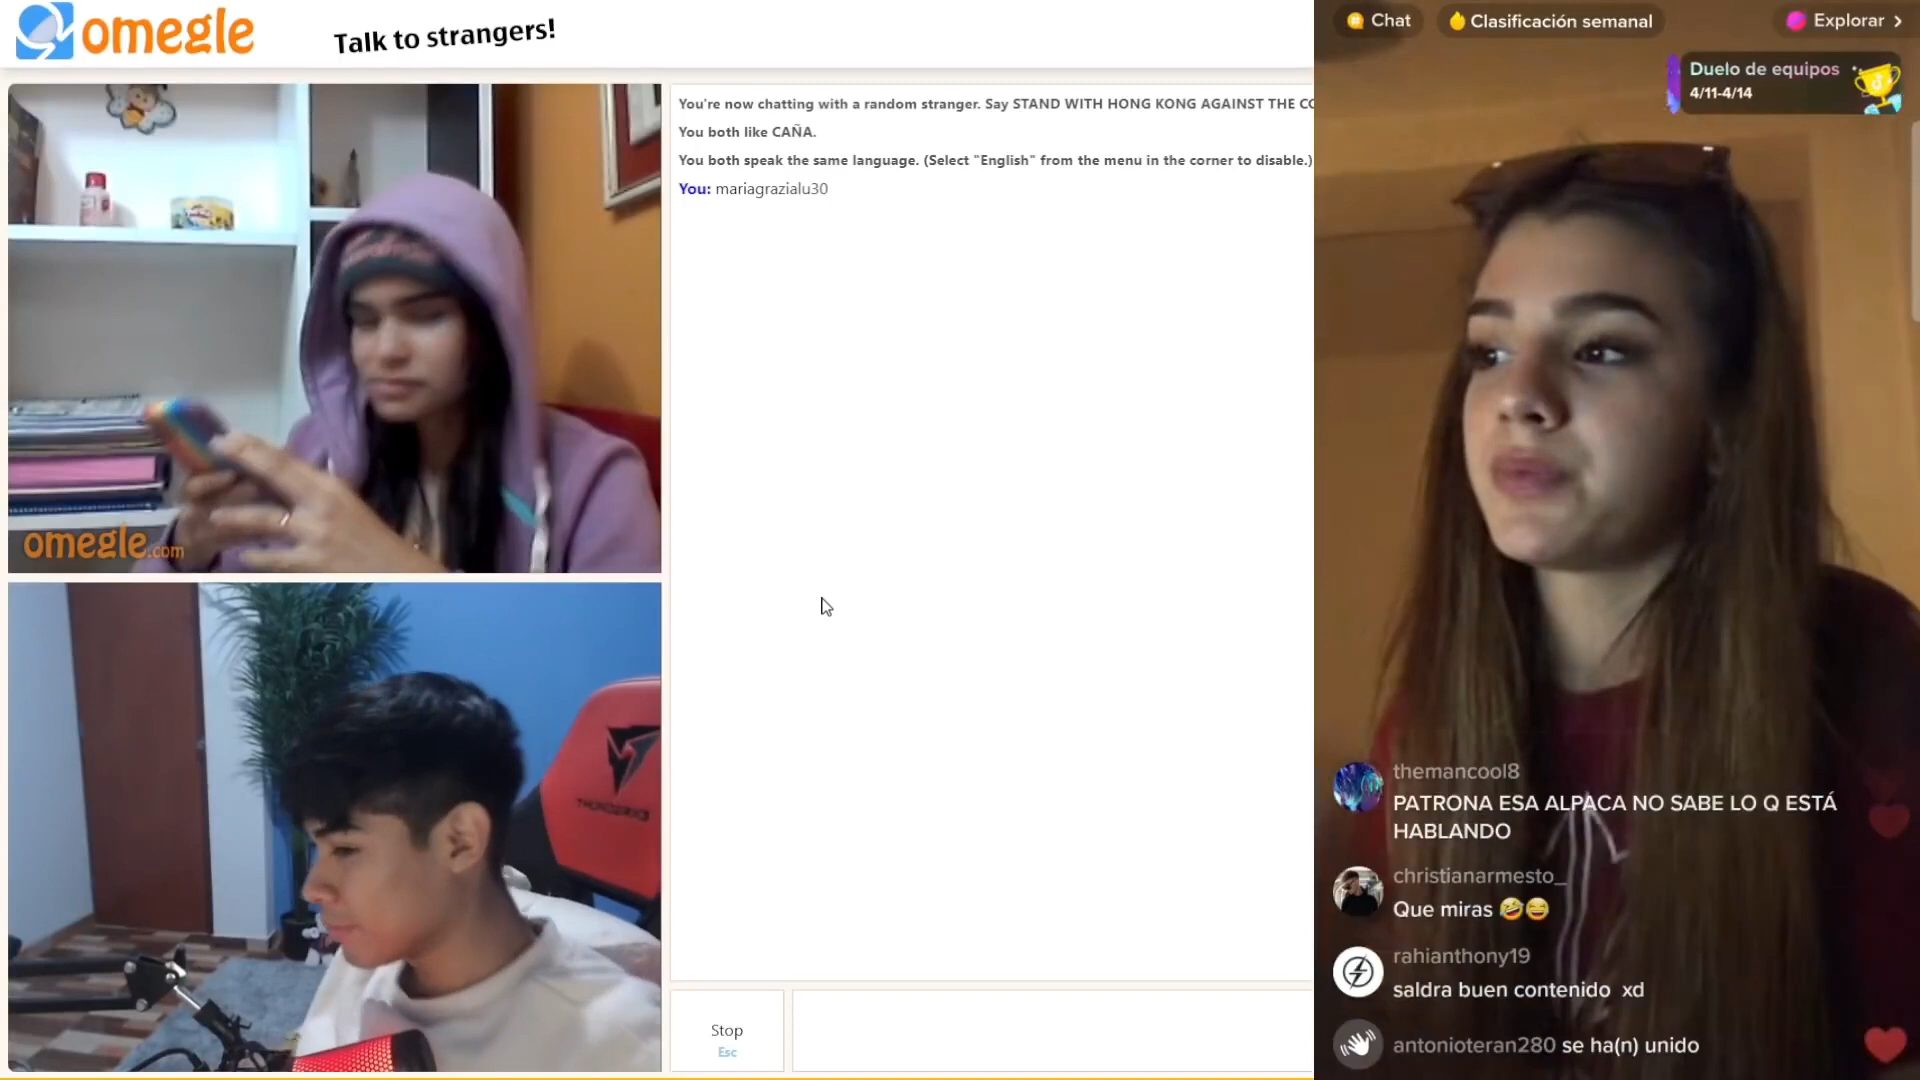 omegle
Talk to strangers!
You're now chatting with a random stranger. Say STAND WITH HONG KONG AGAINST THE
You both like CAÑA.
You both speak the same language. (Select "English" from the menu in the corner to disable.)
You: mariagrazialu30
omegle.com
Stop
Esc
Chat
Clasificación semanal
Explorar >
Duelo de equipos
4/11-4/14
themancool8
PATRONA ESA ALPACA NO SABE LO Q ESTÁ
HABLANDO
christianarmesto_
Que miras 🤣😂
rahianthony19
saldra buen contenido xd
antonioteran280 se ha(n) unido